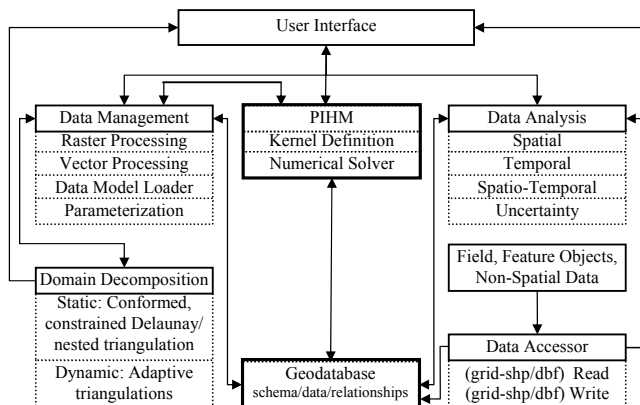 User Interface
Data Management
Raster Processing
Vector Processing
Data Model Loader
Parameterization
PIHM
Kernel Definition
Numerical Solver
Data Analysis
Spatial
Temporal
Spatio-Temporal
Uncertainty
Domain Decomposition
Static: Conformed,
constrained Delaunay/
nested triangulation
Dynamic: Adaptive
triangulations
Geodatabase
schema/data/relationships
Field, Feature Objects,
Non-Spatial Data
Data Accessor
(grid-shp/dbf) Read
(grid-shp/dbf) Write